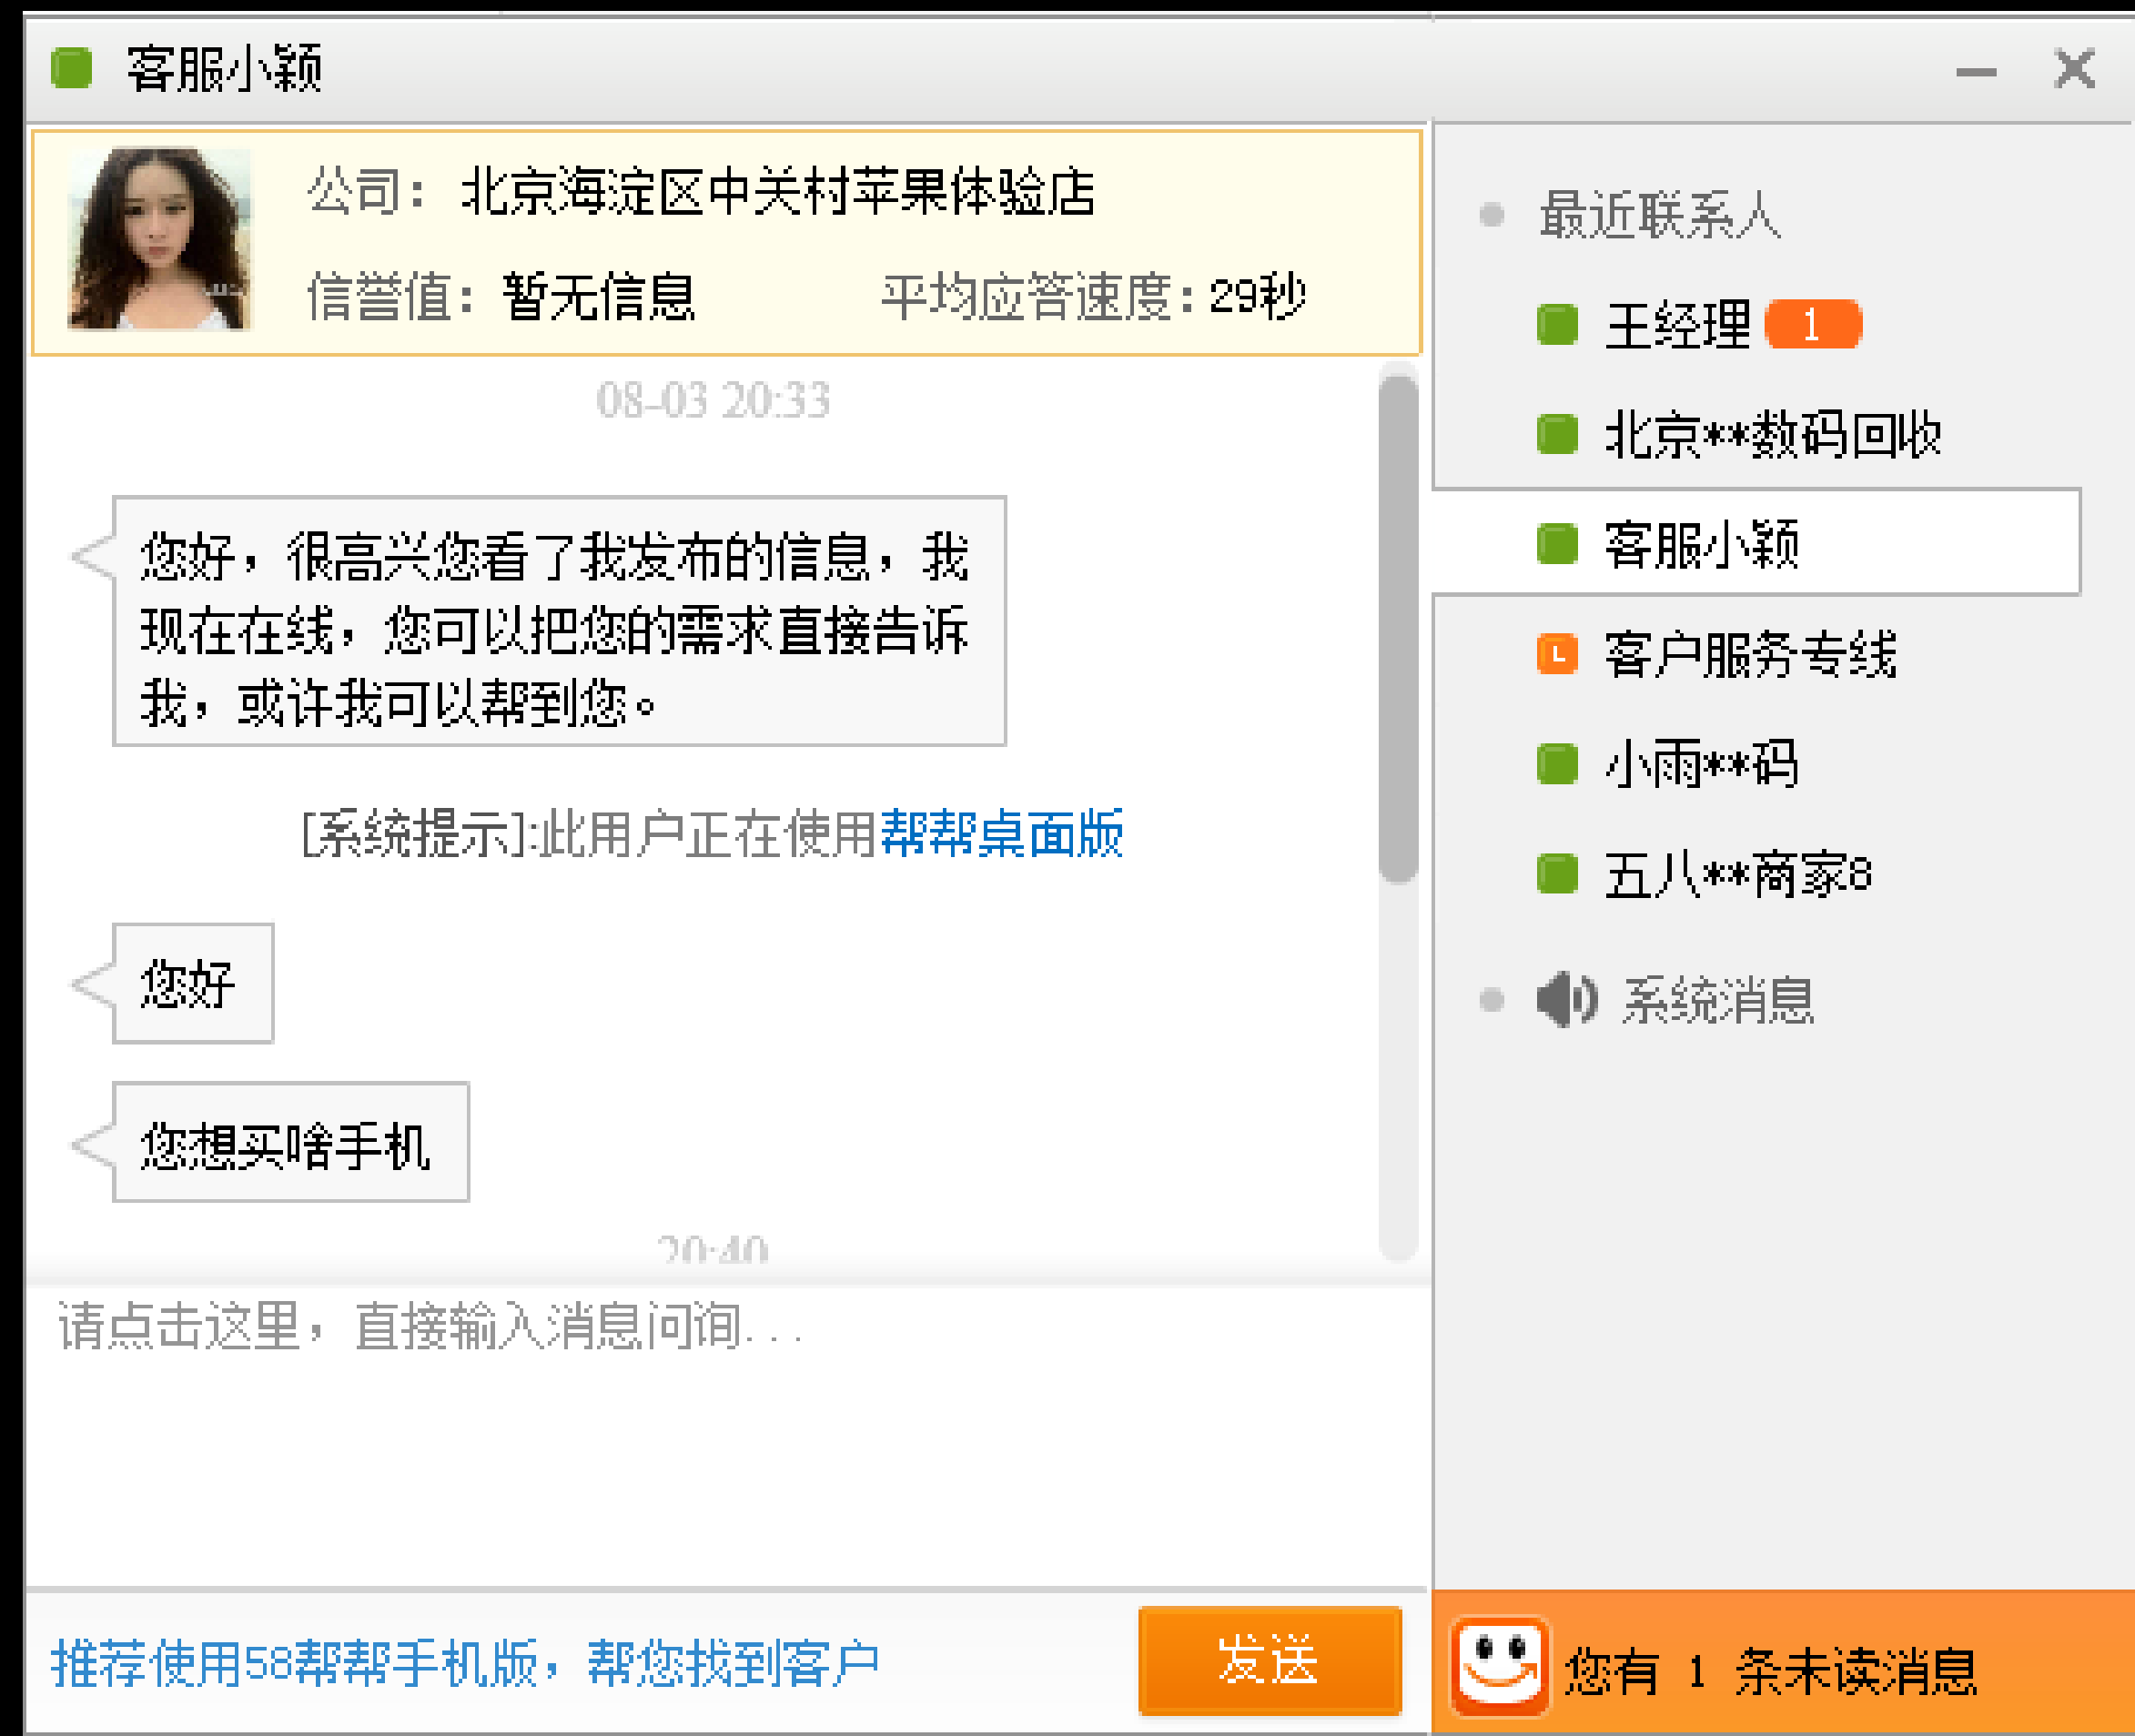 客服小颖
公司：北京海淀区中关村苹果体验店
信誉值：暂无信息 平均应答速度：29秒
08-03 20:33
您好，很高兴您看了我发布的信息，我
现在在线，您可以把您的需求直接告诉
我，或许我可以帮到您。
[系统提示]:此用户正在使用帮帮桌面版
您好
您想买啥手机
20:40
请点击这里，直接输入消息问询...
推荐使用58帮帮手机版，帮您找到客户
发送
最近联系人
王经理 1
北京**数码回收
客服小颖
客户服务专线
小雨**码
五八**商家8
系统消息
您有 1 条未读消息